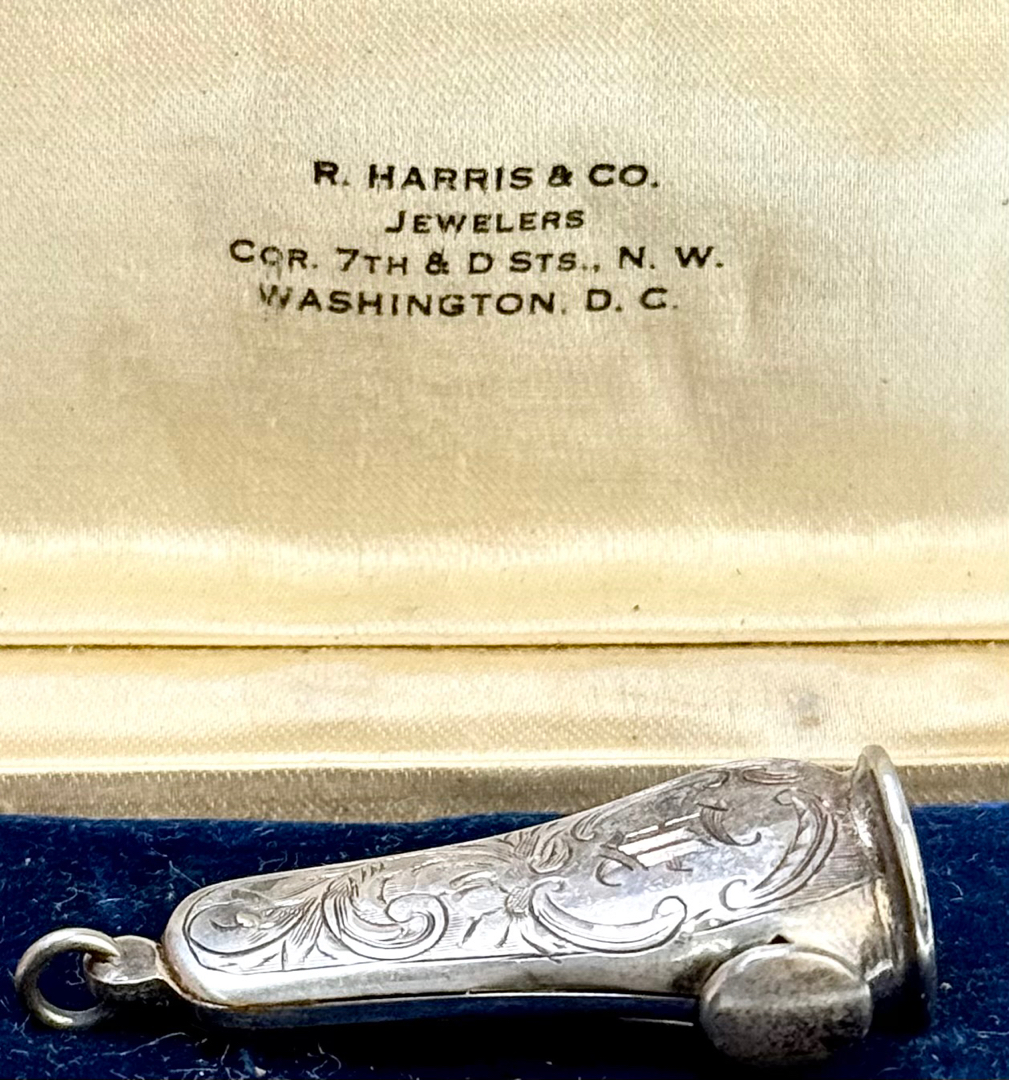 R. HARRIS & CO.
JEWELERS
COR. 7TH & D STS., N. W.
WASHINGTON, D. C.